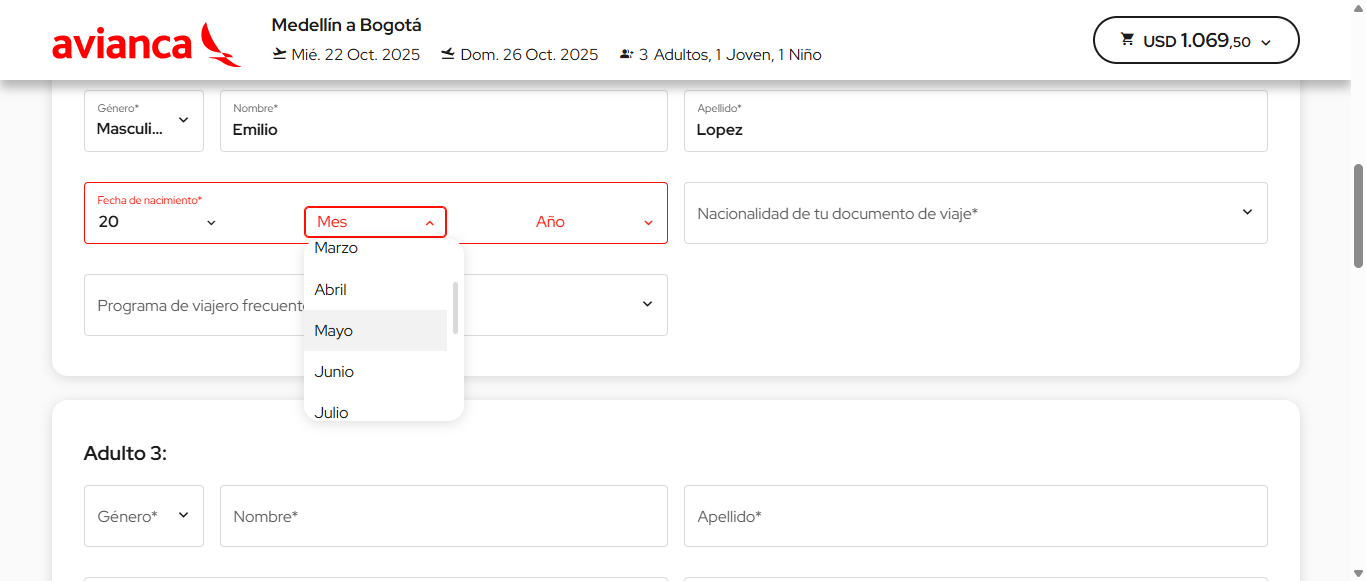 avianca
Medellín a Bogotá
Mié. 22 Oct. 2025 Dom. 26 Oct. 2025 3 Adultos, 1 Joven, 1 Niño
USD 1.069,50
Género* Nombre* Apellido*
Masculi... Emilio Lopez
Fecha de nacimiento*
20 Mes Año
Nacionalidad de tu documento de viaje*
Marzo
Abril
Programa de viajero frecuent
Mayo
Junio
Julio
Adulto 3:
Género* Nombre* Apellido*